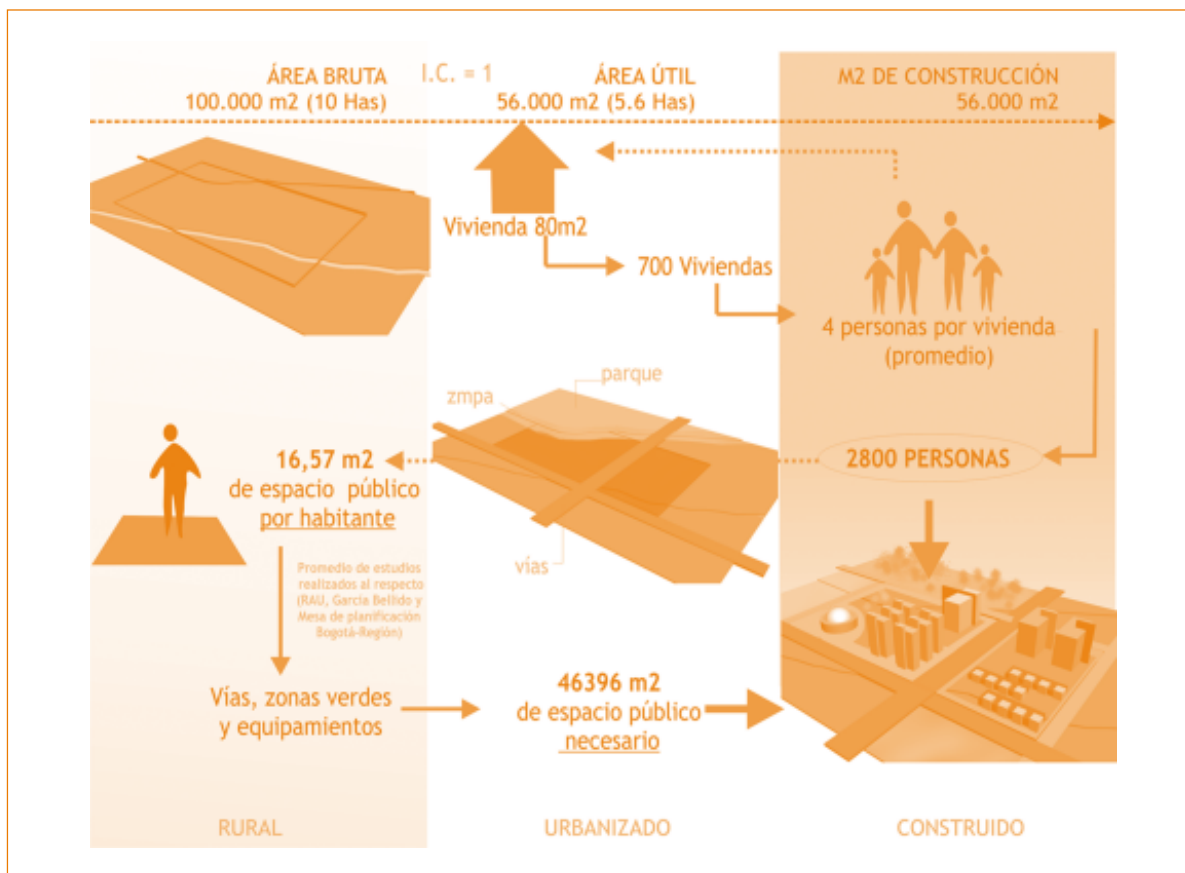 ÁREA BRUTA
100.000 m2 (10 Has)
I.C. = 1
ÁREA ÚTIL
56.000 m2 (5.6 Has)
M2 DE CONSTRUCCIÓN
56.000 m2
Vivienda 80m2
700 Viviendas
4 personas por vivienda
(promedio)
parque
zmpa
vías
2800 PERSONAS
16,57 m2
de espacio público
por habitante
Promedio de estudios
realizados al respecto
(RAU, García Bellido y
Mesa de planificación
Bogotá-Región)
Vías, zonas verdes
y equipamientos
46396 m2
de espacio público
necesario
RURAL
URBANIZADO
CONSTRUIDO